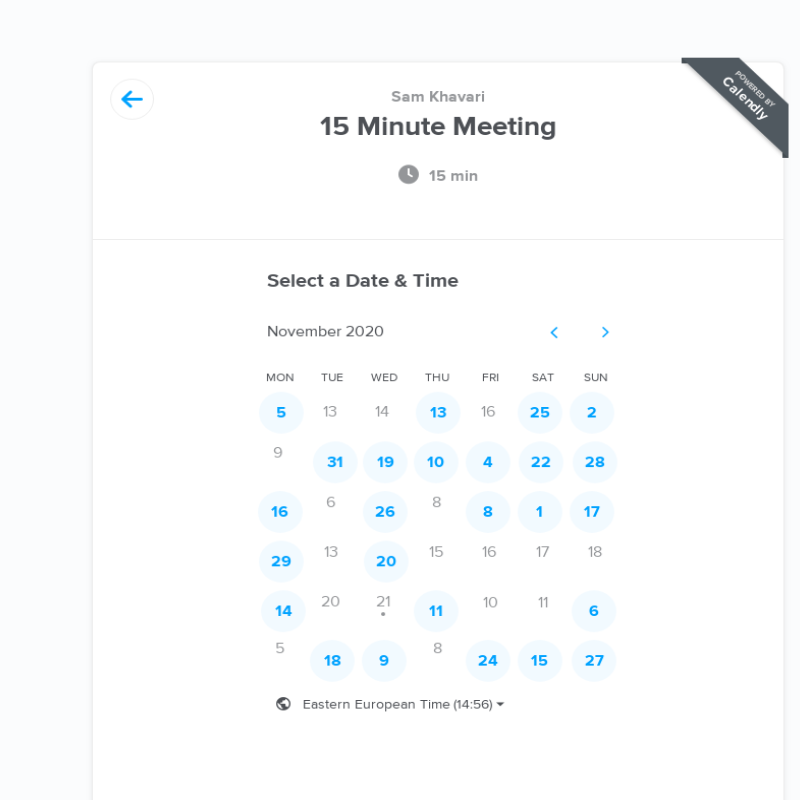 POWERED BY
Calendly
Sam Khavari
15 Minute Meeting
15 min
Select a Date & Time
November 2020
MON TUE WED THU FRI SAT SUN
5 13 14 13 16 25 2
9 31 19 10 4 22 28
16 6 26 8 8 1 17
29 13 20 15 16 17 18
14 20 21 11 10 11 6
5 18 9 8 24 15 27
Eastern European Time (14:56)